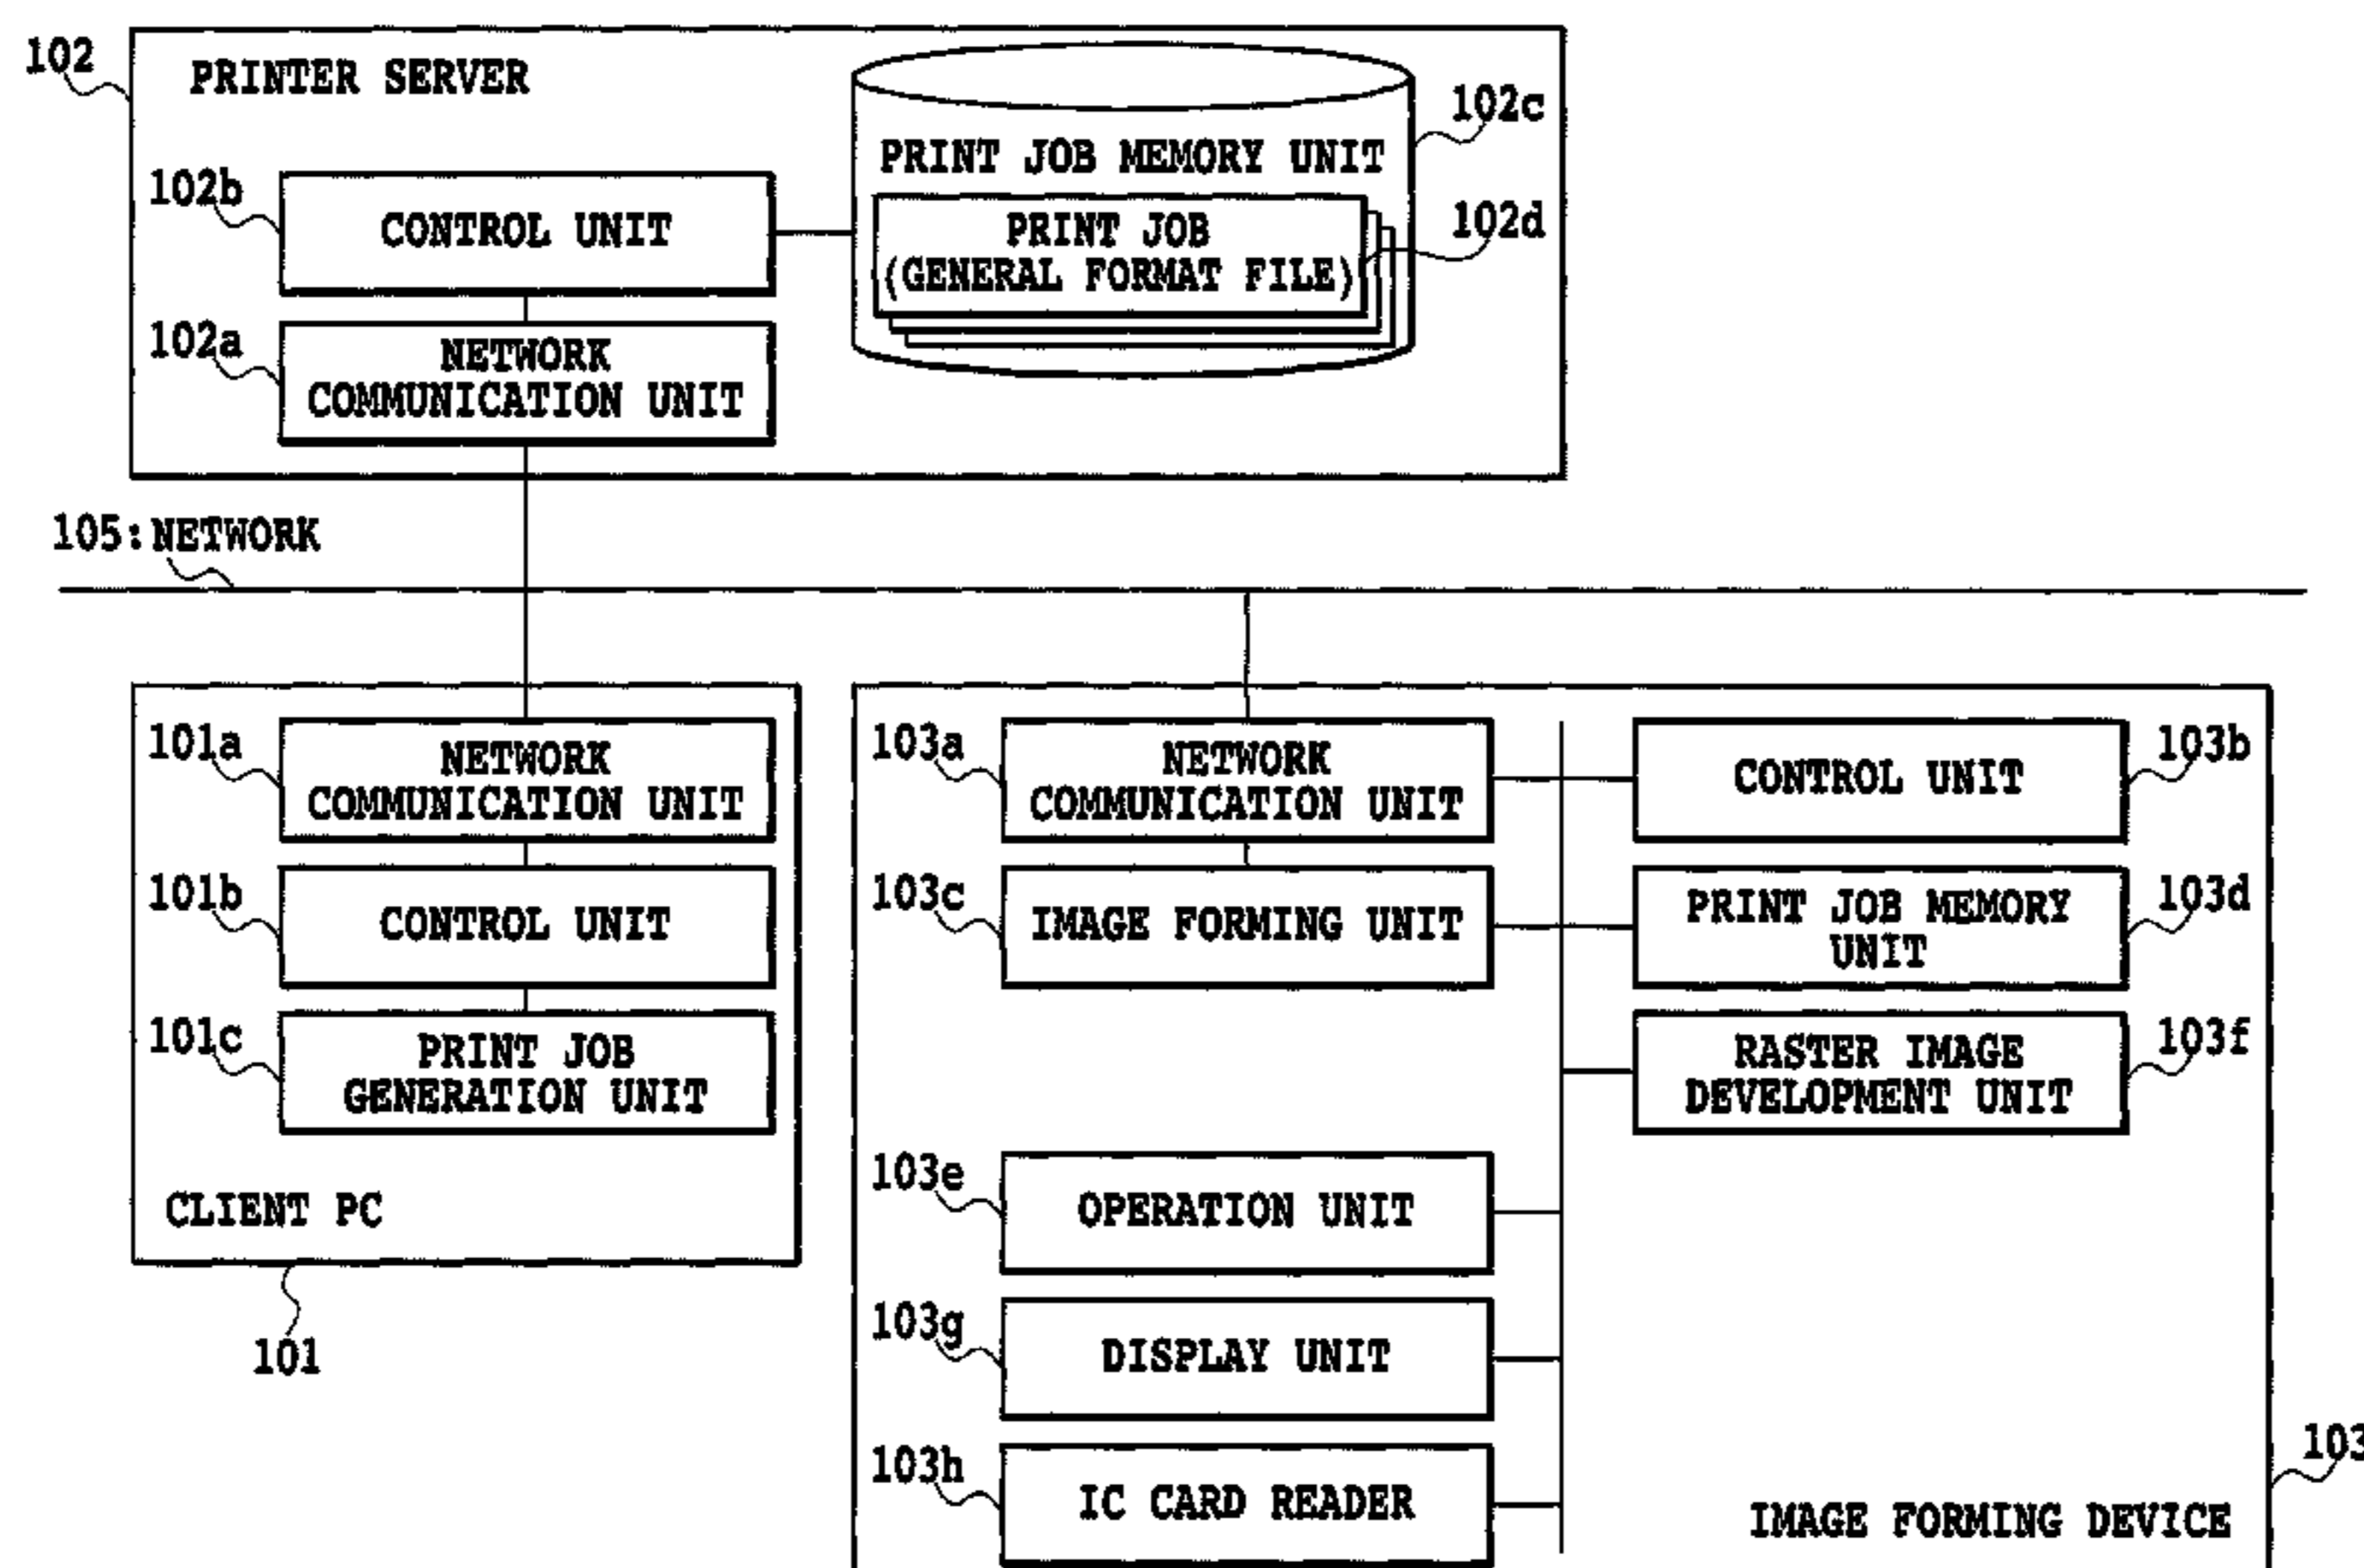 102
PRINTER SERVER
102c
PRINT JOB MEMORY UNIT
102b
CONTROL UNIT
102d
PRINT JOB
(GENERAL FORMAT FILE)
102a
NETWORK
COMMUNICATION UNIT
105:NETWORK
101a
NETWORK
COMMUNICATION UNIT
101b
CONTROL UNIT
101c
PRINT JOB
GENERATION UNIT
CLIENT PC
101
103a
NETWORK
COMMUNICATION UNIT
103b
CONTROL UNIT
103c
IMAGE FORMING UNIT
103d
PRINT JOB MEMORY
UNIT
103f
RASTER IMAGE
DEVELOPMENT UNIT
103e
OPERATION UNIT
103g
DISPLAY UNIT
103h
IC CARD READER
103
IMAGE FORMING DEVICE